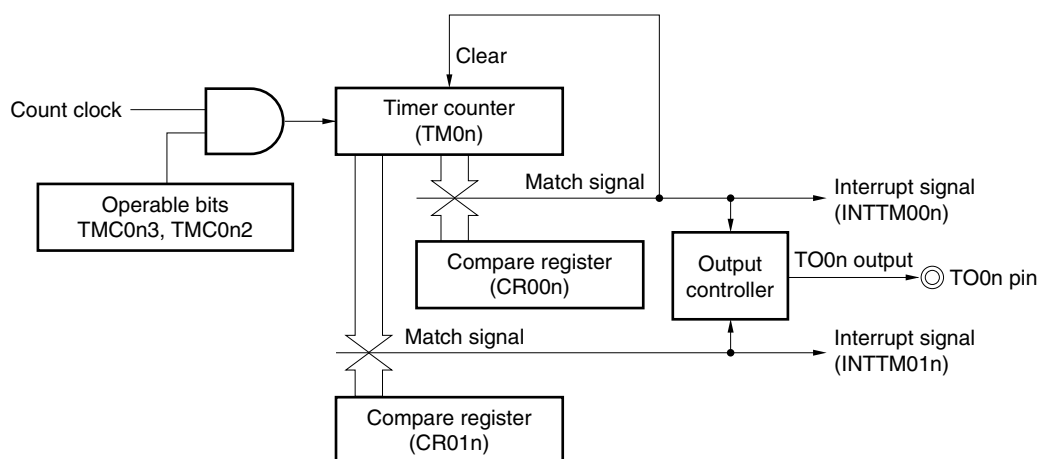 Clear
Count clock
Timer counter
(TM0n)
Operable bits
TMC0n3, TMC0n2
Match signal
Interrupt signal
(INTTM00n)
Compare register
(CR00n)
Output
controller
TO0n output
TO0n pin
Match signal
Interrupt signal
(INTTM01n)
Compare register
(CR01n)